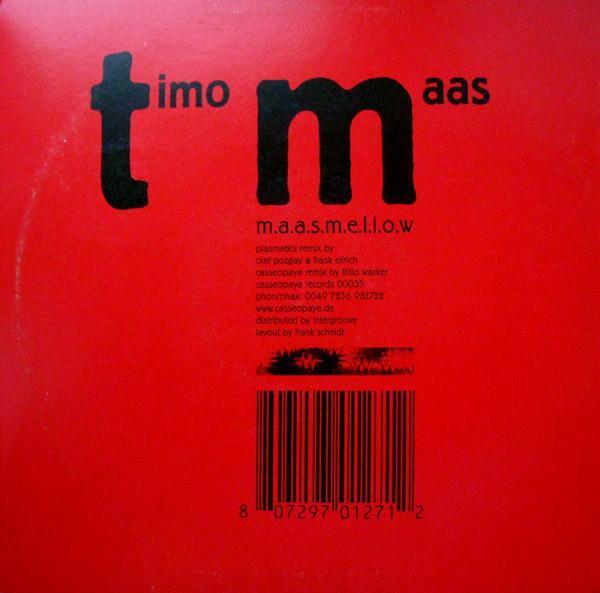 timo maas
m.a.a.s.m.e.l.l.o.w
plasmatics remix by
olaf pozgay & frank ellrich
casseopaya remix by thilo wacker
casseopaya records 00035
phon/phax: 0049 7236 981722
www.casseopaya.de
distributed by intergroove
layout by frank scheidt
8 07297 01271 2